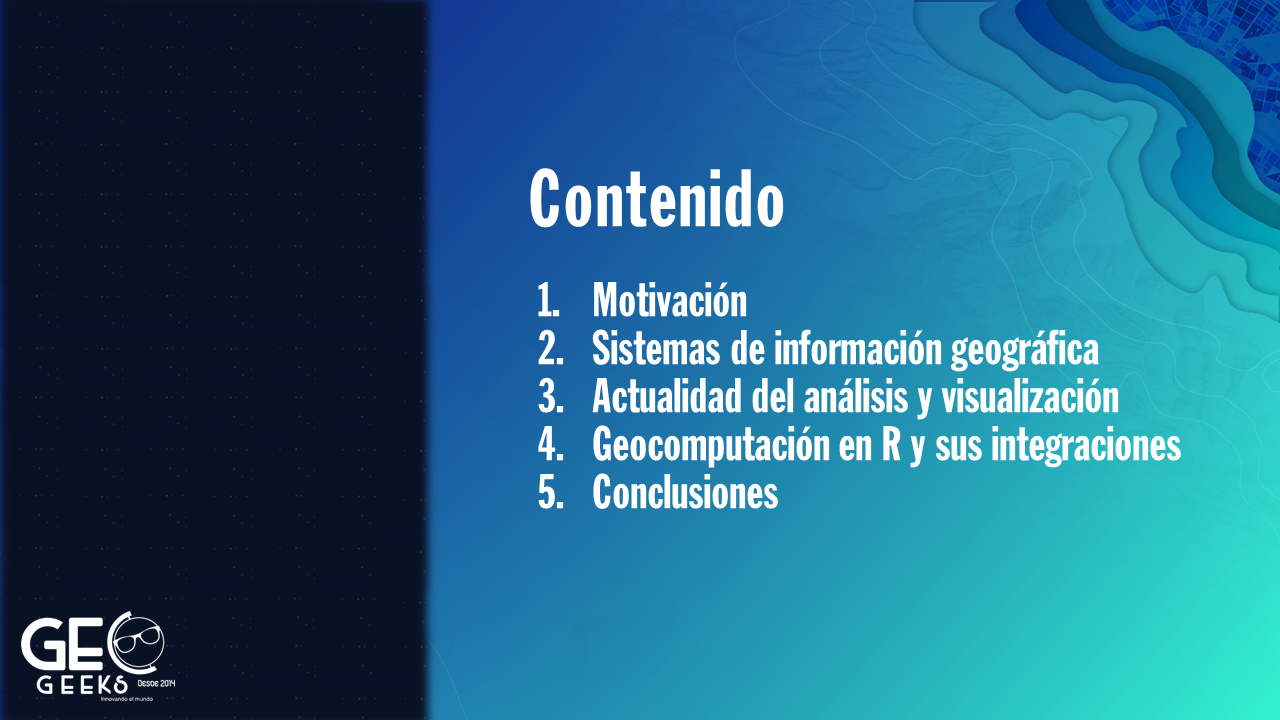 Contenido
1. Motivación
2. Sistemas de información geográfica
3. Actualidad del análisis y visualización
4. Geocomputación en R y sus integraciones
5. Conclusiones
GEO
GEEKS Desde 2014
Innovando el mundo